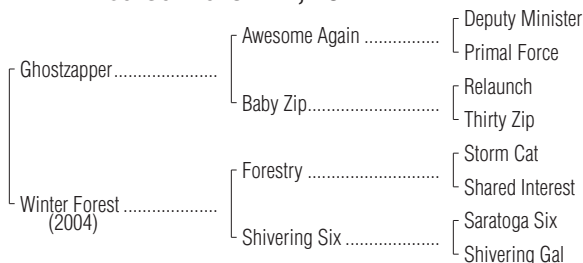 Deputy Minister
Awesome Again ................
Primal Force
Ghostzapper......................
Relaunch
Baby Zip............................
Thirty Zip
Storm Cat
Forestry ............................
Shared Interest
Winter Forest ....................
(2004)
Saratoga Six
Shivering Six ....................
Shivering Gal